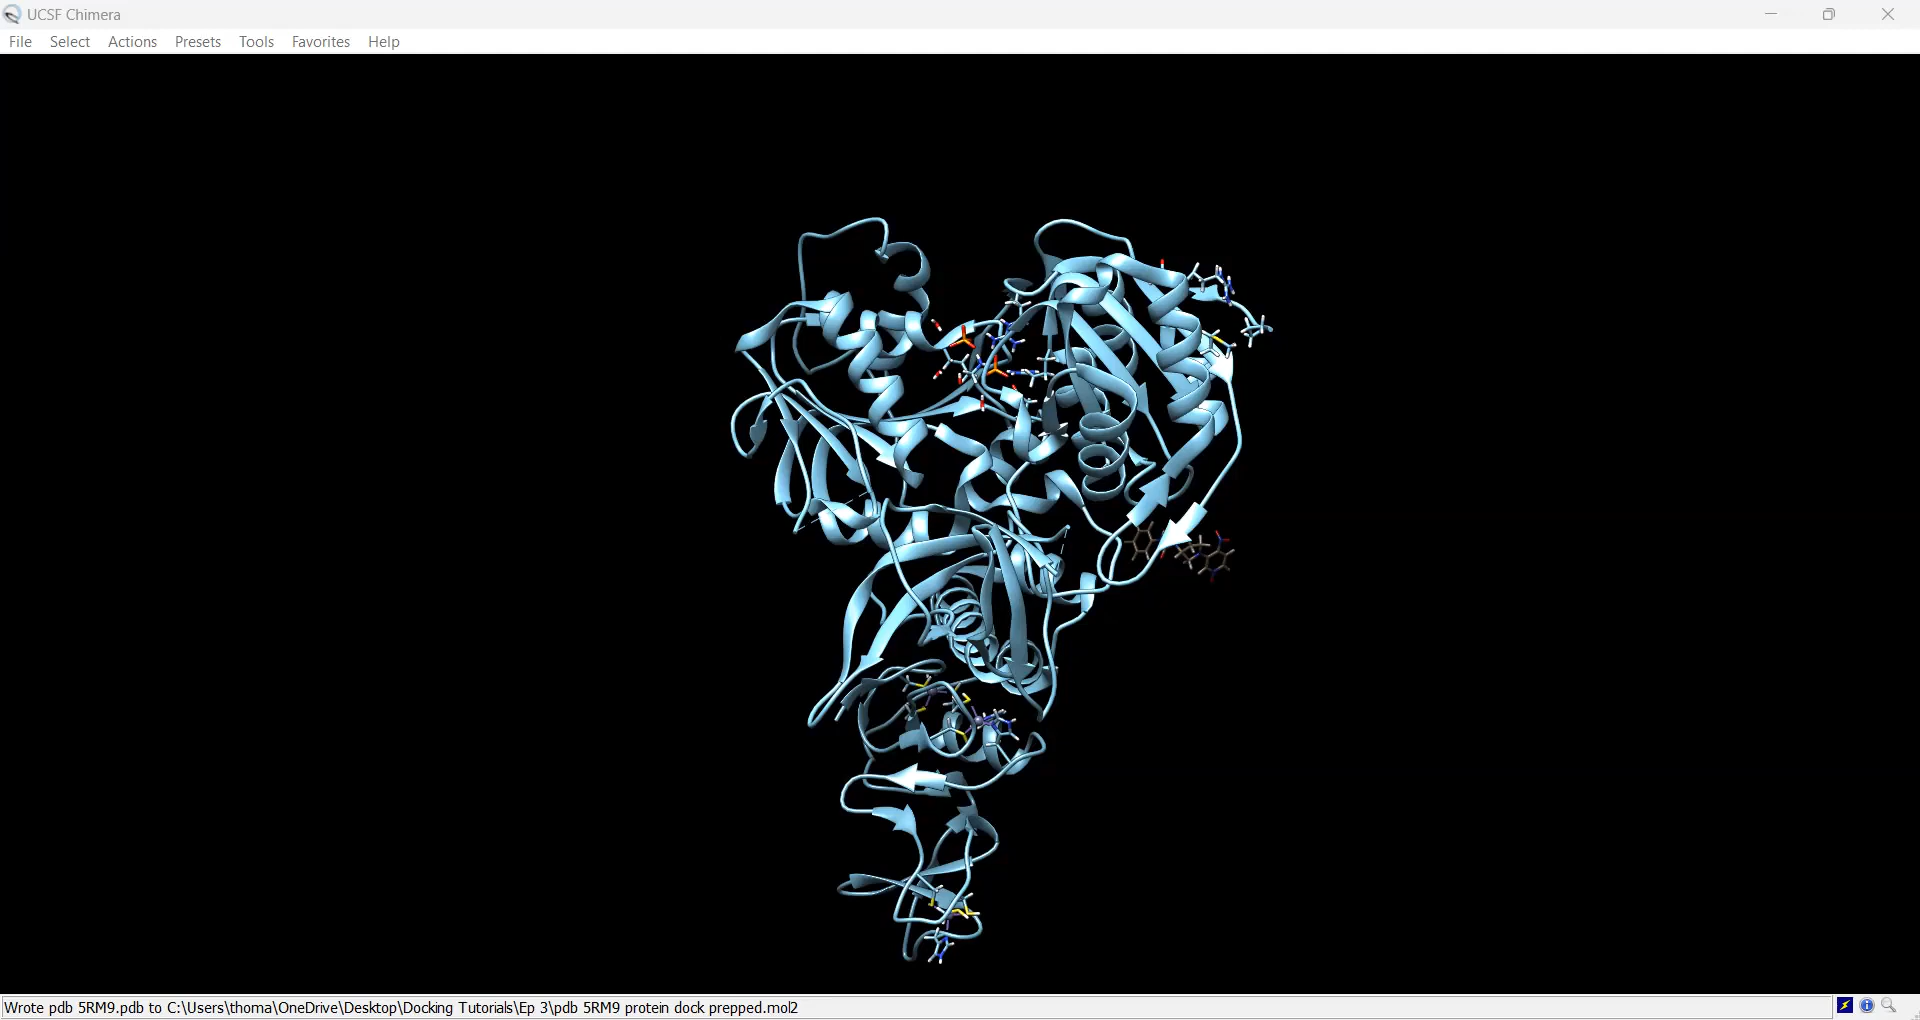 UCSF Chimera
File Select Actions Presets Tools Favorites Help
Wrote pdb 5RM9.pdb to C:\Users\thoma\OneDrive\Desktop\Docking Tutorials\Ep 3\pdb 5RM9 protein dock prepped.mol2